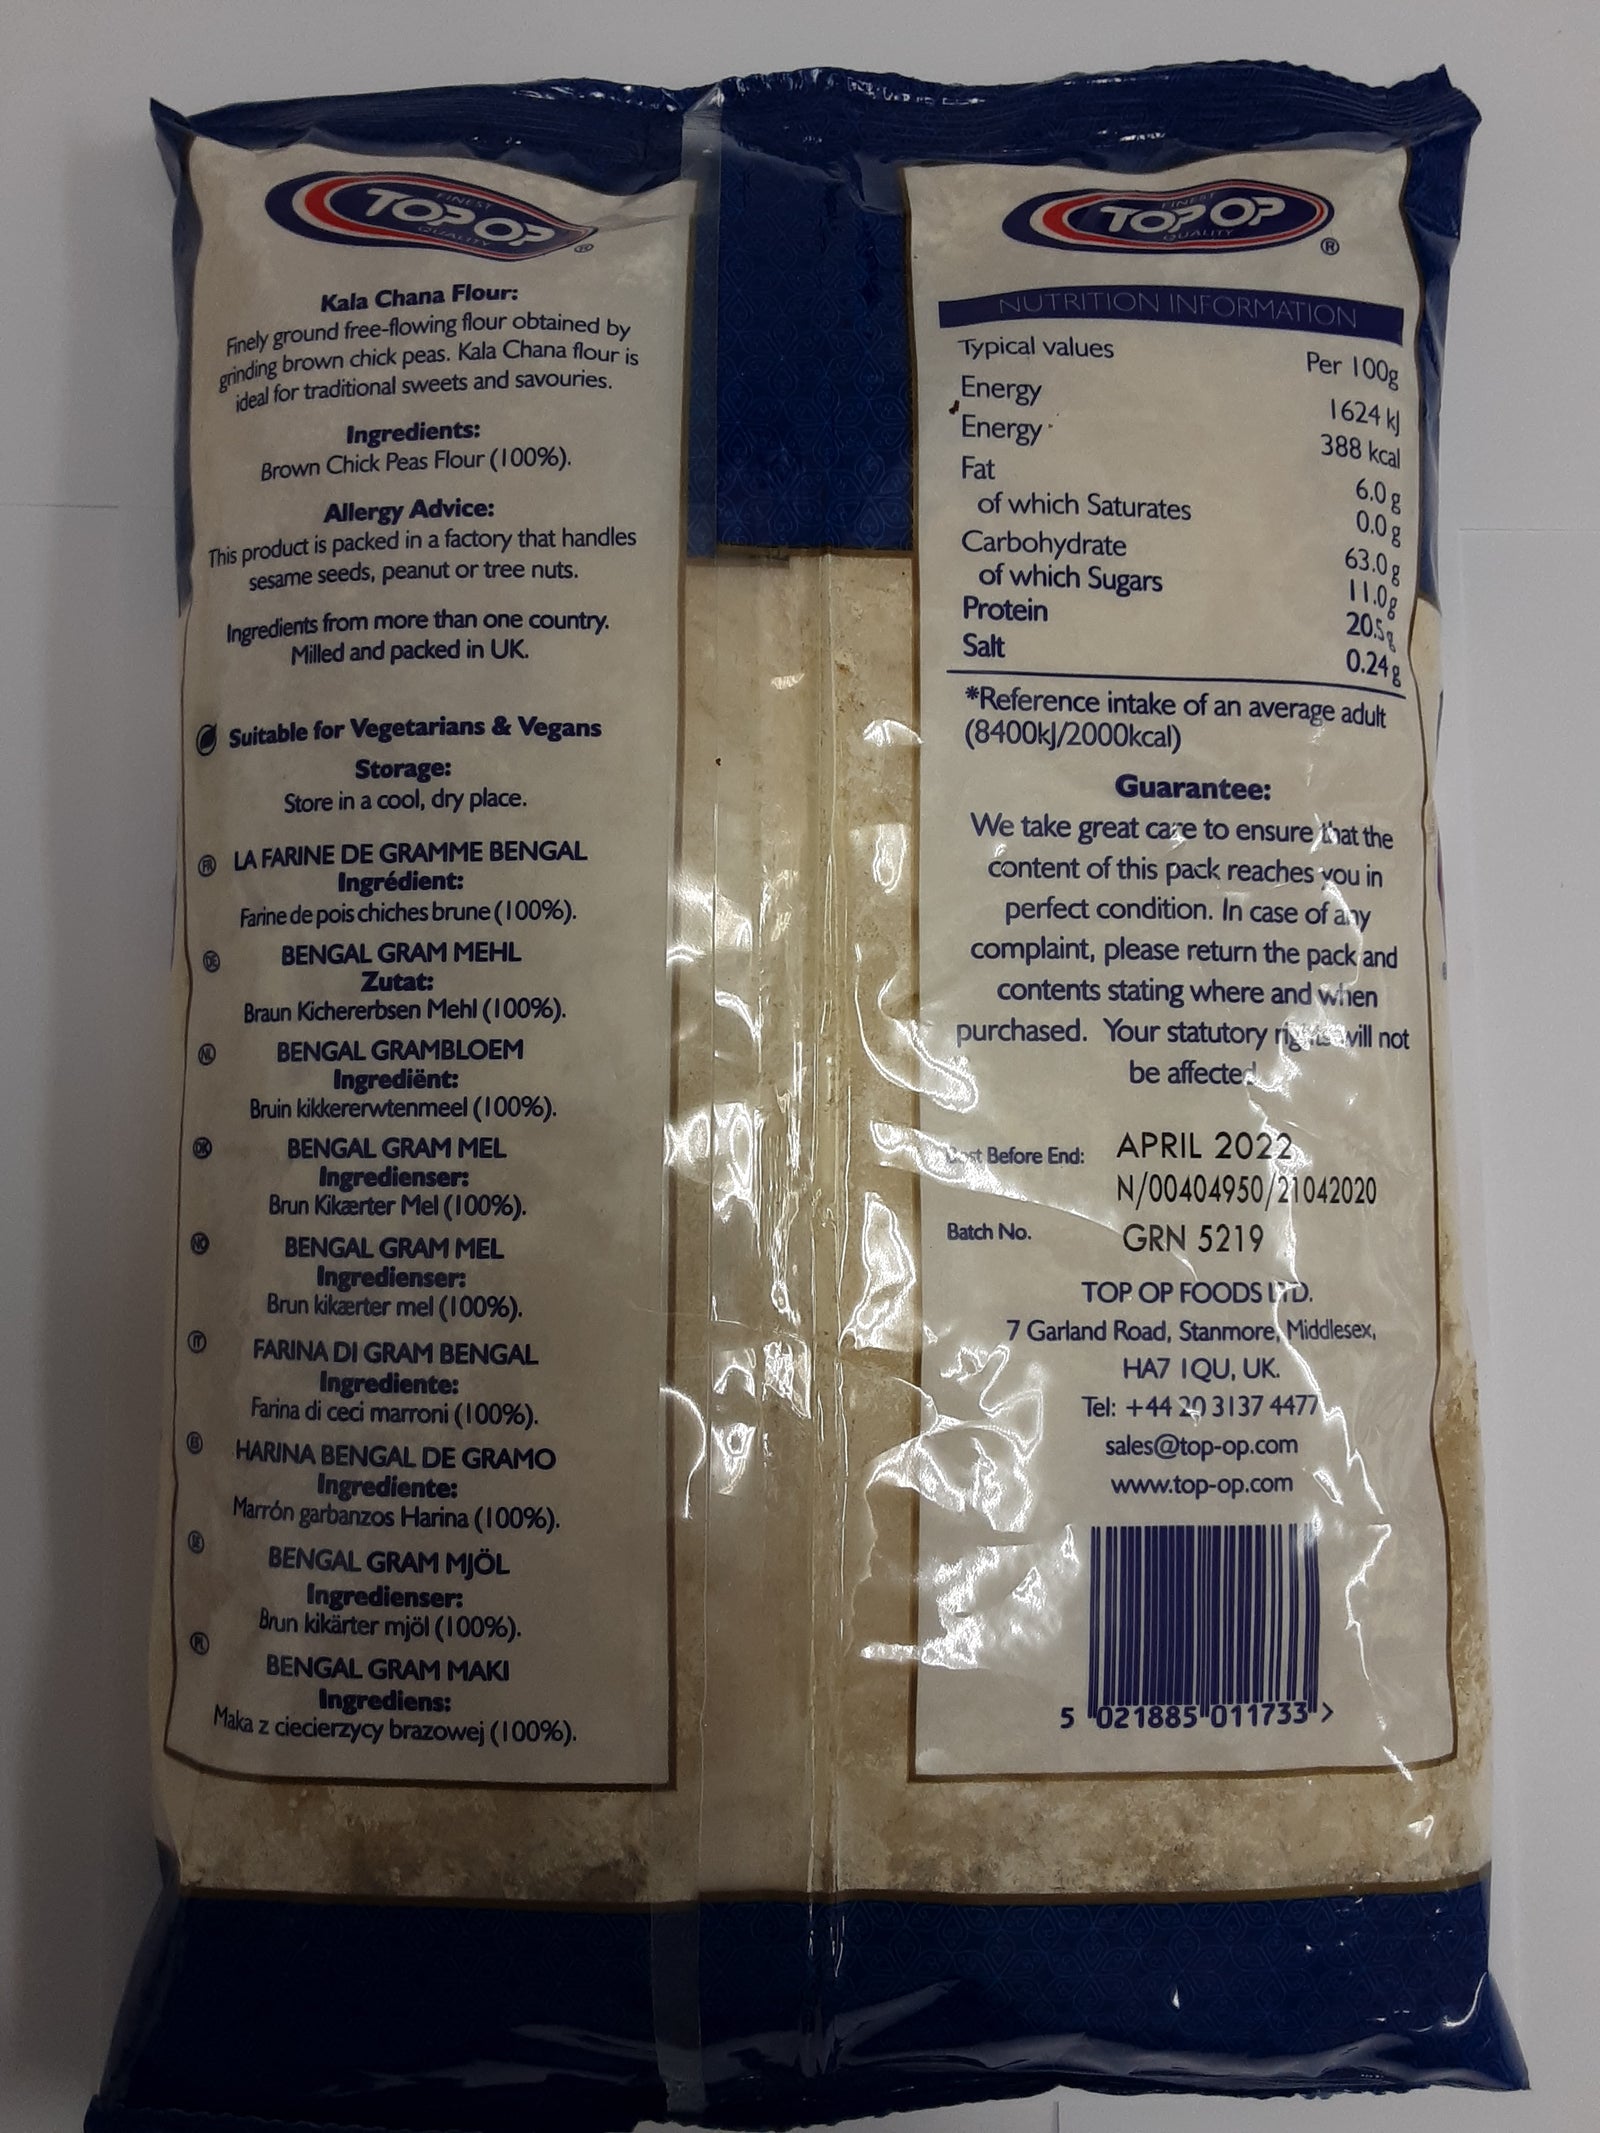 FINEST
TOP OP
QUALITY
®
Kala Chana Flour:
Finely ground free-flowing flour obtained by
grinding brown chick peas. Kala Chana flour is
ideal for traditional sweets and savouries.
Ingredients:
Brown Chick Peas Flour (100%).
Allergy Advice:
This product is packed in a factory that handles
sesame seeds, peanut or tree nuts.
Ingredients from more than one country.
Milled and packed in UK.
Suitable for Vegetarians & Vegans
Storage:
Store in a cool, dry place.
FR LA FARINE DE GRAMME BENGAL
Ingrédient:
Farine de pois chiches brune (100%).
DE BENGAL GRAM MEHL
Zutat:
Braun Kichererbsen Mehl (100%).
NL BENGAL GRAMBLOEM
Ingrediënt:
Bruin kikkererwtenmeel (100%).
DK BENGAL GRAM MEL
Ingredienser:
Brun Kikærter Mel (100%).
NO BENGAL GRAM MEL
Ingredienser:
Brun kikærter mel (100%).
IT FARINA DI GRAM BENGAL
Ingrediente:
Farina di ceci marroni (100%).
ES HARINA BENGAL DE GRAMO
Ingrediente:
Marrón garbanzos Harina (100%).
BENGAL GRAM MJÖL
Ingredienser:
Brun kikärter mjöl (100%).
PL BENGAL GRAM MAKI
Ingrediens:
Maka z ciecierzycy brazowej (100%).
FINEST
TOP OP
QUALITY
®
NUTRITION INFORMATION
Typical values Per 100g
Energy 1624 kJ
Energy 388 kcal
Fat 6.0 g
of which Saturates 0.0 g
Carbohydrate 63.0 g
of which Sugars 11.0g
Protein 20.5 g
Salt 0.24 g
*Reference intake of an average adult
(8400kJ/2000kcal)
Guarantee:
We take great care to ensure that the
content of this pack reaches you in
perfect condition. In case of any
complaint, please return the pack and
contents stating where and when
purchased. Your statutory rights will not
be affected
Best Before End: APRIL 2022
N/00404950/21042020
Batch No. GRN 5219
TOP OP FOODS LTD.
7 Garland Road, Stanmore, Middlesex,
HA7 1QU, UK.
Tel: +44 20 3137 4477
sales@top-op.com
www.top-op.com
5 021885 011733 >